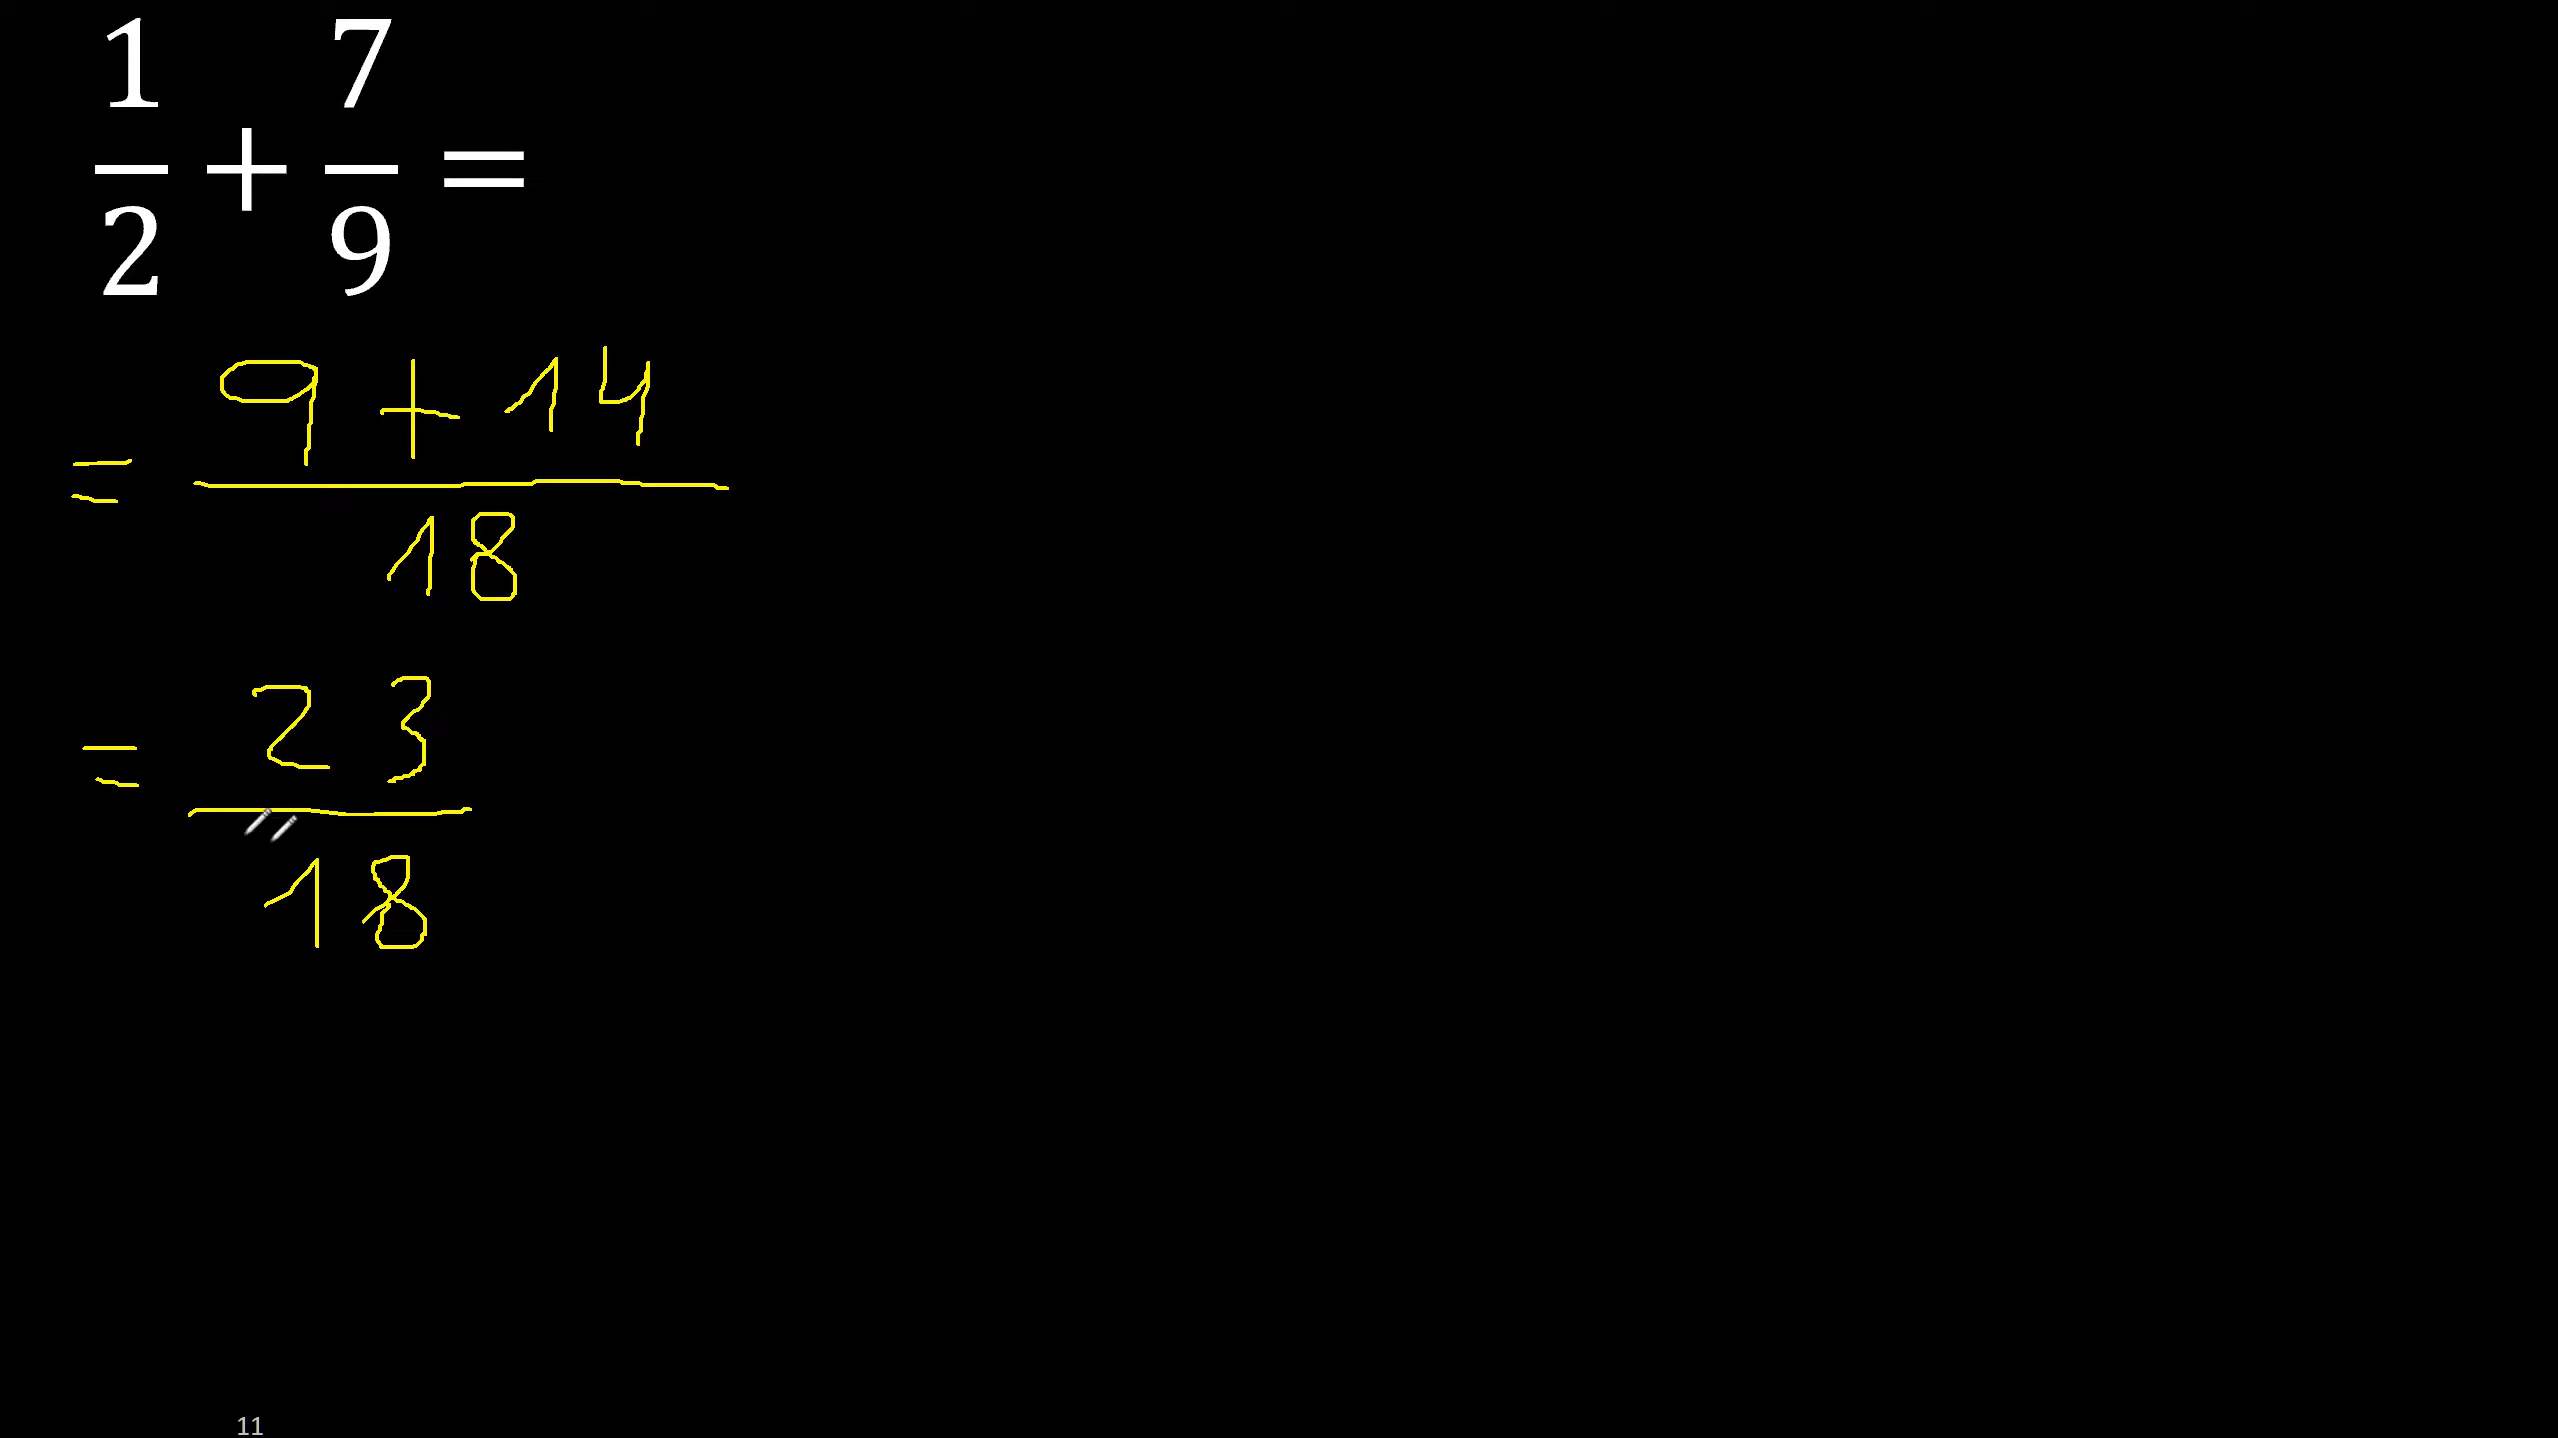 1/2 + 7/9 =
= 9 + 14 / 18
= 23 / 18
11